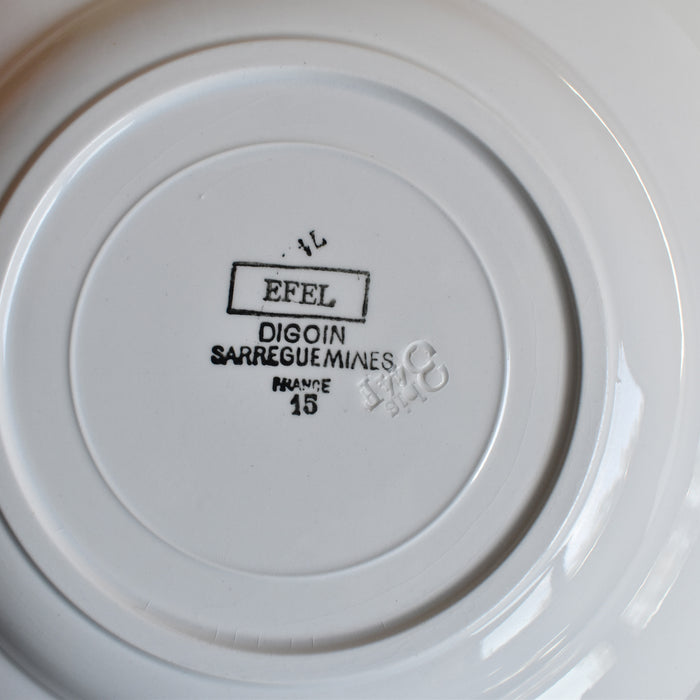 EFEL
DIGOIN
SARREGUEMINES
FRANCE
15